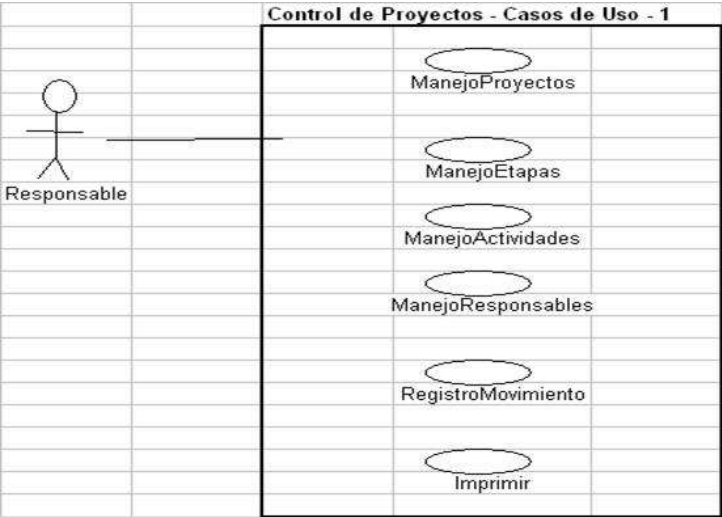 Control de Proyectos - Casos de Uso - 1
ManejoProyectos
ManejoEtapas
Responsable
ManejoActividades
ManejoResponsables
RegistroMovimiento
Imprimir